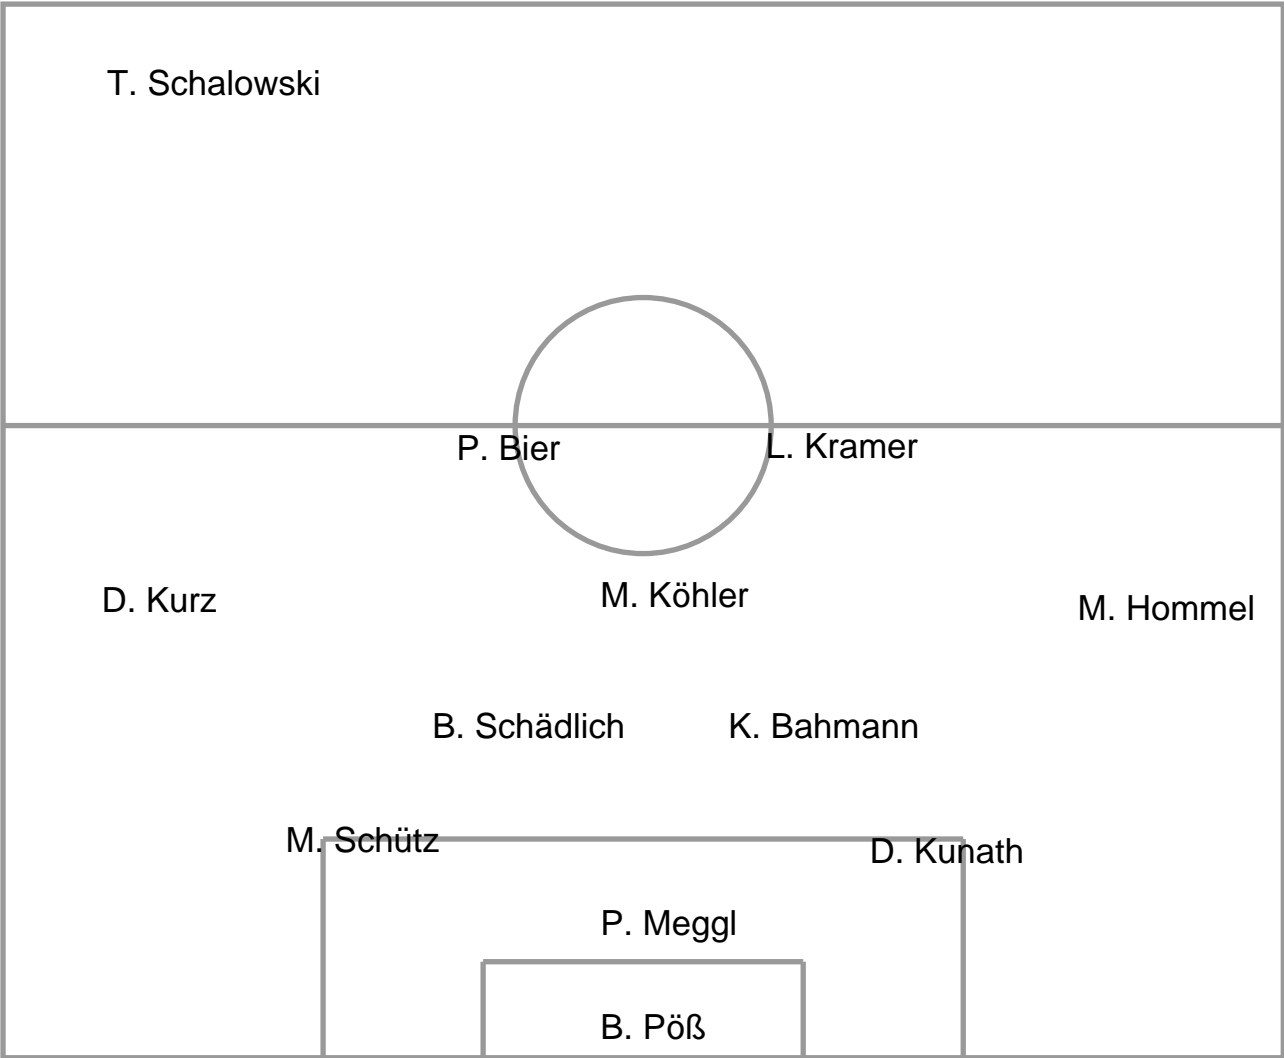 T. Schalowski
P. Bier
L. Kramer
D. Kurz
M. Köhler
M. Hommel
B. Schädlich
K. Bahmann
M. Schütz
D. Kunath
P. Meggl
B. Pöß